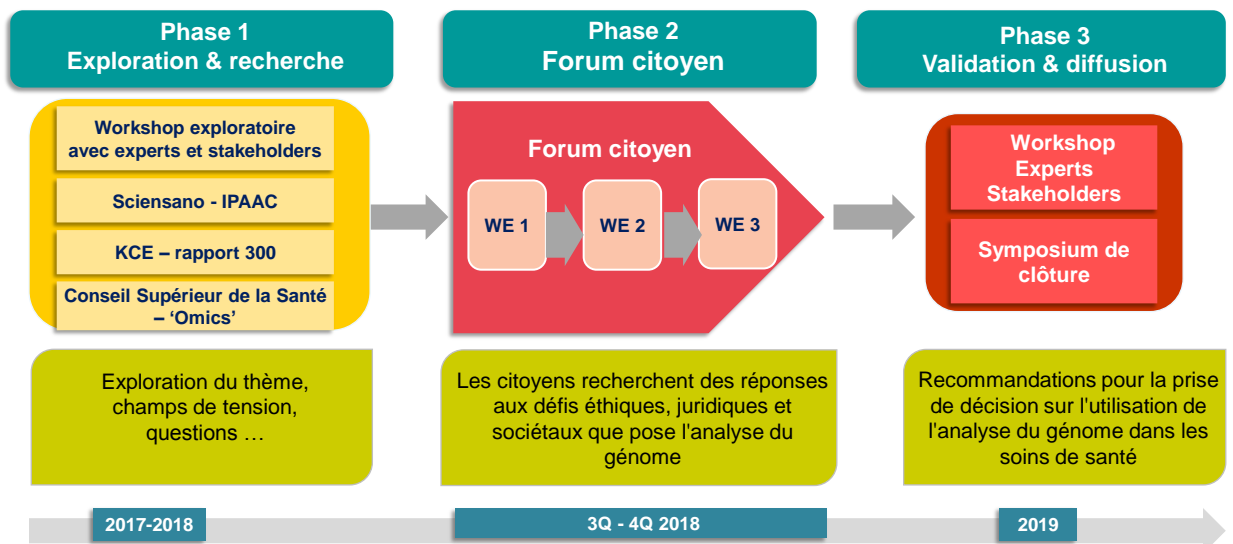 Phase 1
Exploration & recherche
Phase 2
Forum citoyen
Phase 3
Validation & diffusion
Workshop exploratoire
avec experts et stakeholders
Sciensano - IPAAC
KCE – rapport 300
Conseil Supérieur de la Santé
– ‘Omics’
Forum citoyen
WE 1
WE 2
WE 3
Workshop
Experts
Stakeholders
Symposium de
clôture
Exploration du thème,
champs de tension,
questions …
Les citoyens recherchent des réponses
aux défis éthiques, juridiques et
sociétaux que pose l'analyse du
génome
Recommandations pour la prise
de décision sur l'utilisation de
l'analyse du génome dans les
soins de santé
2017-2018
3Q - 4Q 2018
2019